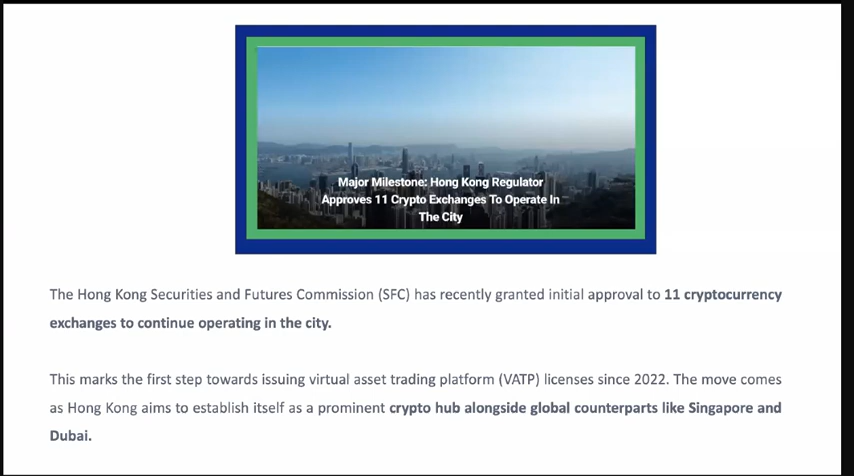 Major Milestone: Hong Kong Regulator
Approves 11 Crypto Exchanges To Operate In
The City
The Hong Kong Securities and Futures Commission (SFC) has recently granted initial approval to 11 cryptocurrency
exchanges to continue operating in the city.
This marks the first step towards issuing virtual asset trading platform (VATP) licenses since 2022. The move comes
as Hong Kong aims to establish itself as a prominent crypto hub alongside global counterparts like Singapore and
Dubai.